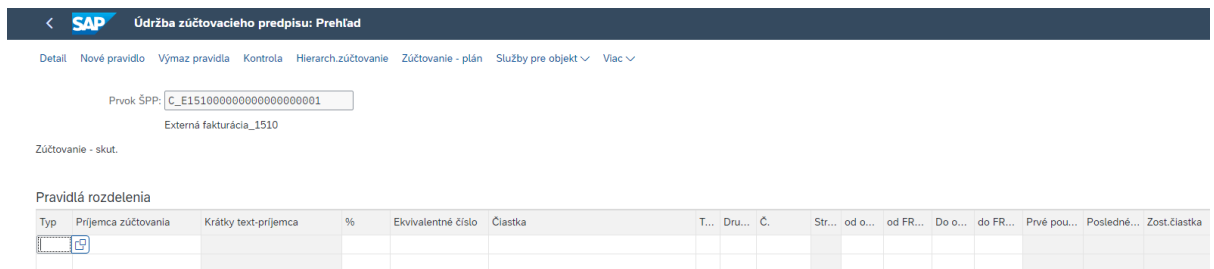 SAP Údržba zúčtovacieho predpisu: Prehľad
Detail Nové pravidlo Výmaz pravidla Kontrola Hierarch.zúčtovanie Zúčtovanie - plán Služby pre objekt Viac
Prvok ŠPP: C_E151000000000000000001
Externá fakturácia_1510
Zúčtovanie - skut.
Pravidlá rozdelenia
Typ Príjemca zúčtovania Krátky text-príjemca % Ekvivalentné číslo Čiastka T... Dru... Č. Str... od o... od FR... Do o... do FR... Prvé pou... Posledné... Zost.čiastka